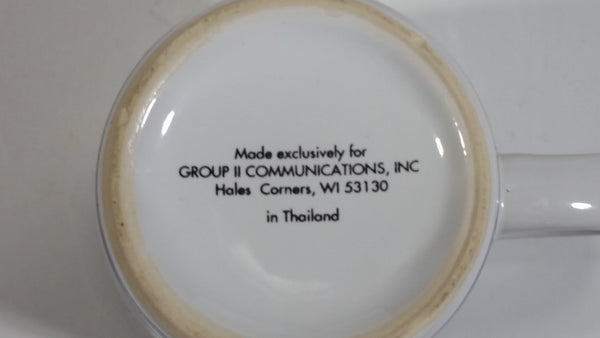 Made exclusively for
GROUP II COMMUNICATIONS, INC
Hales Corners, WI 53130
in Thailand